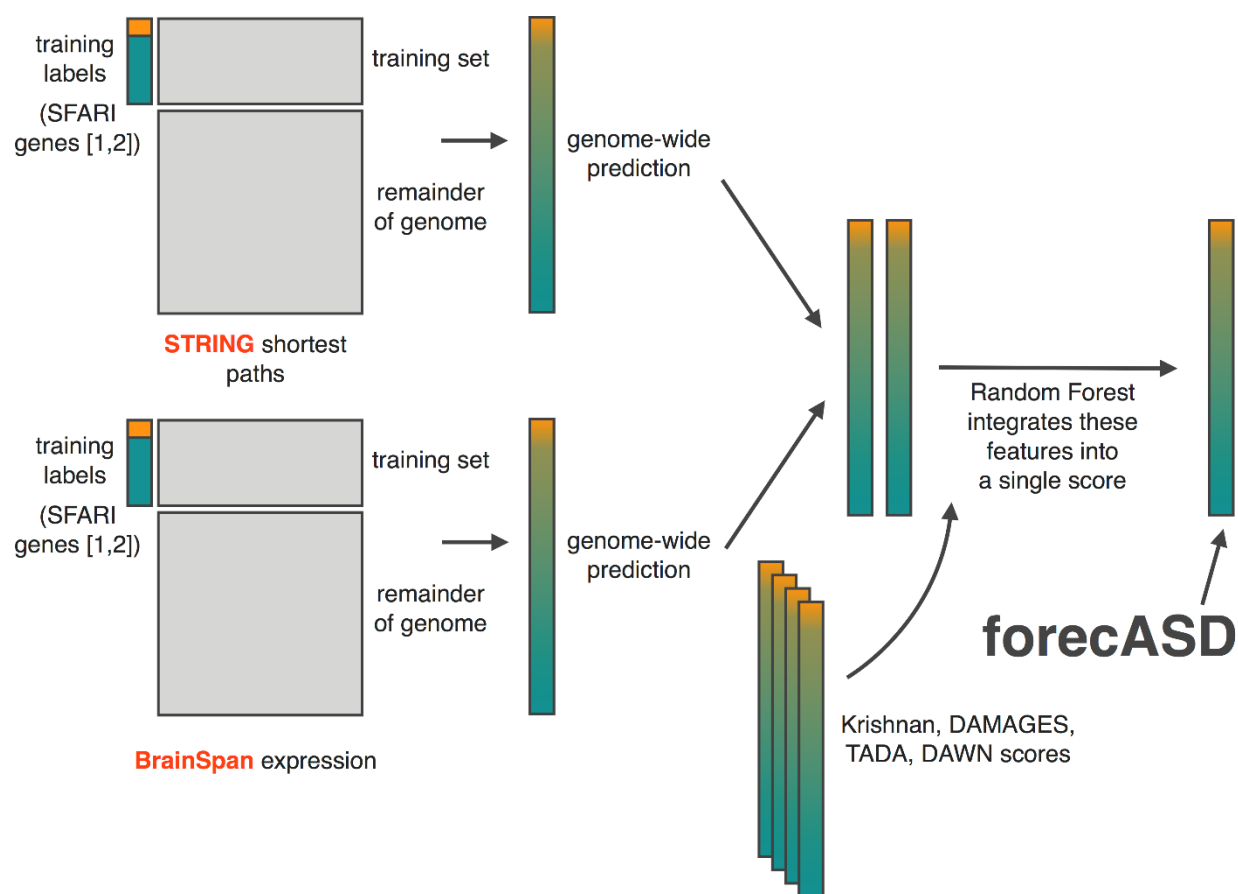 training
labels
(SFARI
genes [1,2])
training set
remainder
of genome
STRING shortest
paths
genome-wide
prediction
training
labels
(SFARI
genes [1,2])
training set
remainder
of genome
BrainSpan expression
genome-wide
prediction
Random Forest
integrates these
features into
a single score
forecASD
Krishnan, DAMAGES,
TADA, DAWN scores